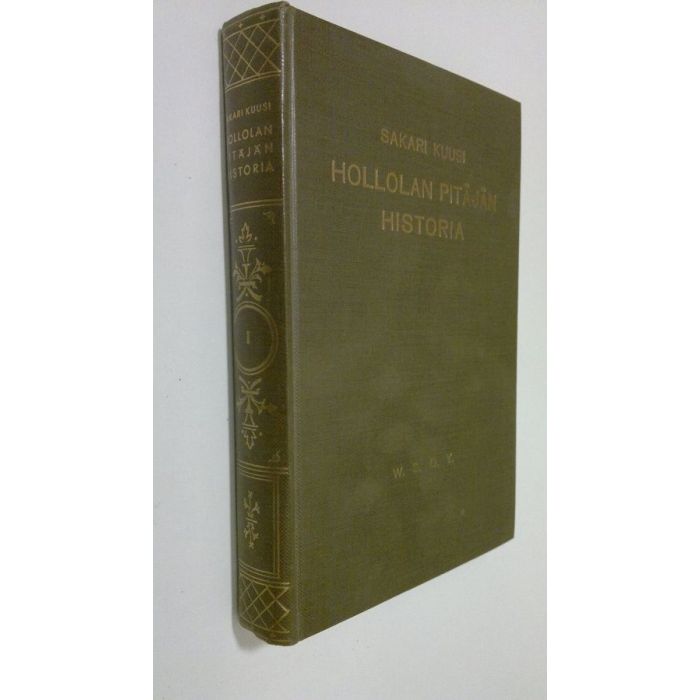 SAKARI KUUSI
HOLLOLAN
PITÄJÄN
HISTORIA
I
SAKARI KUUSI
HOLLOLAN PITÄJÄN
HISTORIA
W. S. O. Y.